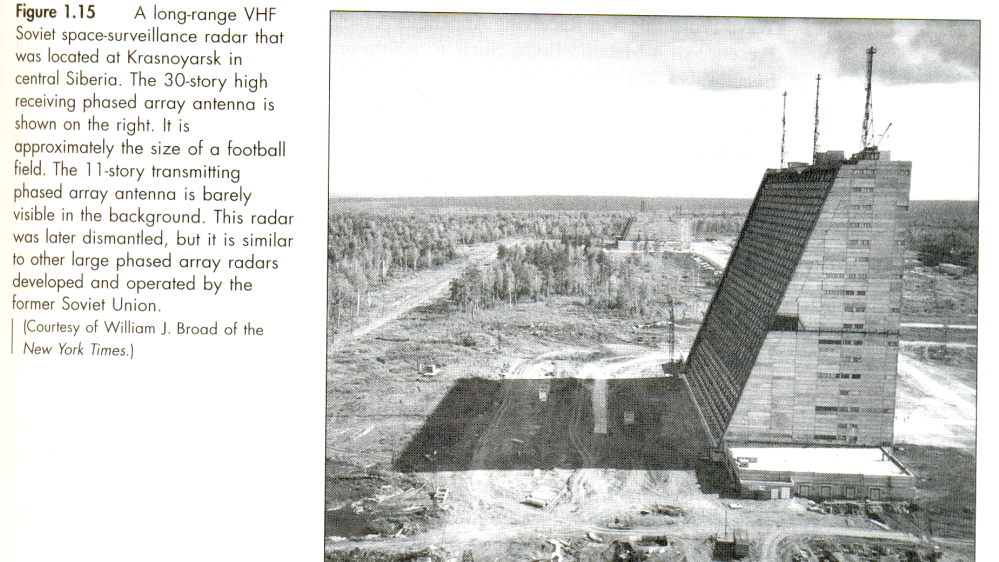 Figure 1.15 A long-range VHF
Soviet space-surveillance radar that
was located at Krasnoyarsk in
central Siberia. The 30-story high
receiving phased array antenna is
shown on the right. It is
approximately the size of a football
field. The 11-story transmitting
phased array antenna is barely
visible in the background. This radar
was later dismantled, but it is similar
to other large phased array radars
developed and operated by the
former Soviet Union.
(Courtesy of William J. Broad of the
New York Times.)